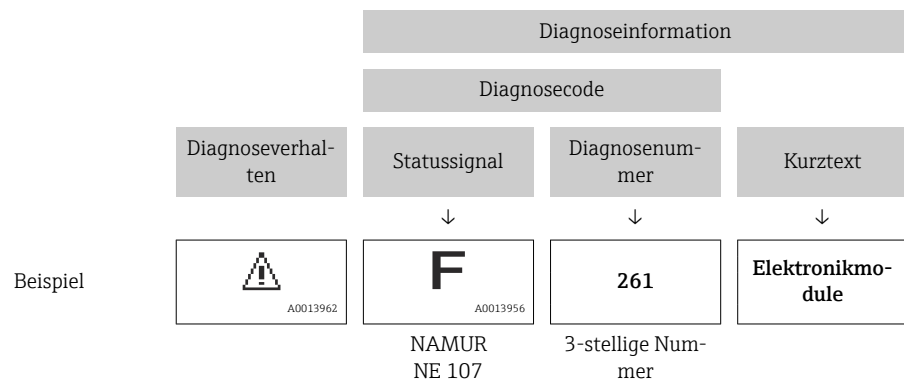 Diagnoseinformation
Diagnosecode
Diagnoseverhal-
ten
Statussignal
Diagnosenum-
mer
Kurztext
↓ ↓ ↓
Beispiel
A0013962
F
A0013956
261
Elektronikmo-
dule
NAMUR
NE 107
3-stellige Num-
mer